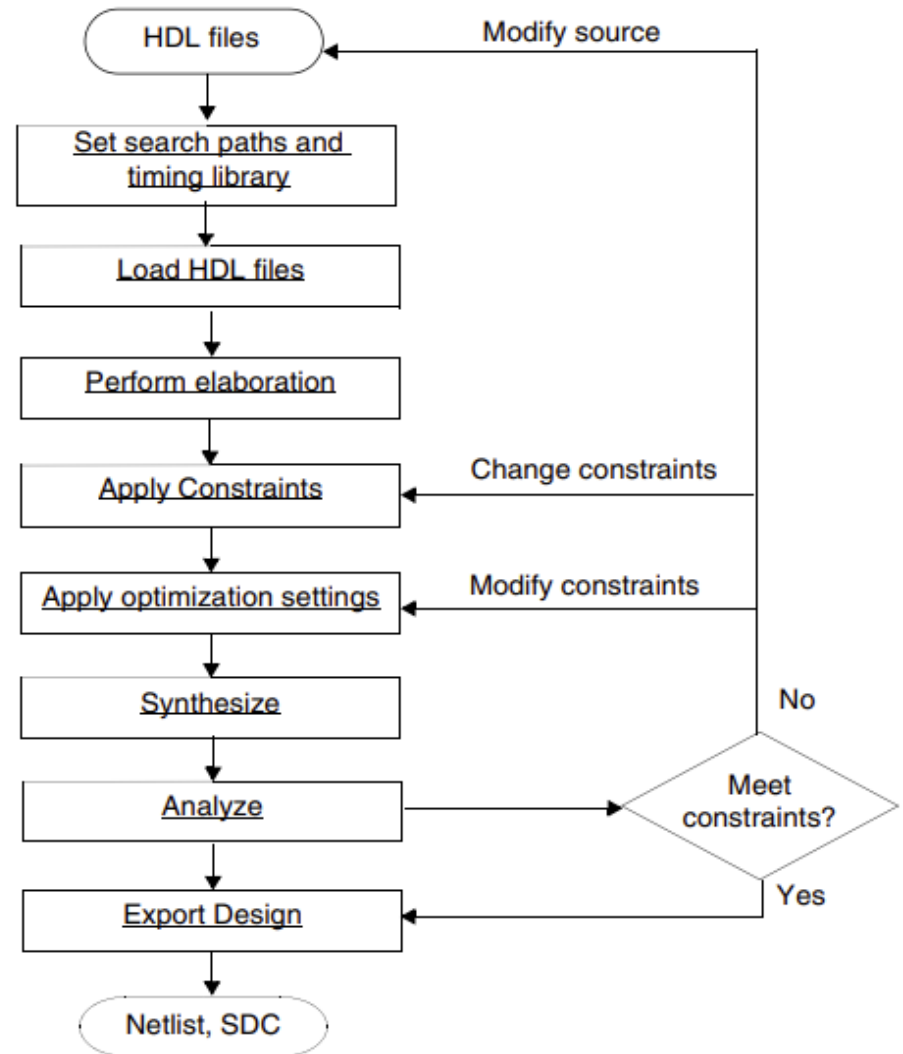 HDL files
Modify source
Set search paths and
timing library
Load HDL files
Perform elaboration
Apply Constraints
Change constraints
Apply optimization settings
Modify constraints
Synthesize
No
Analyze
Meet
constraints?
Yes
Export Design
Netlist, SDC